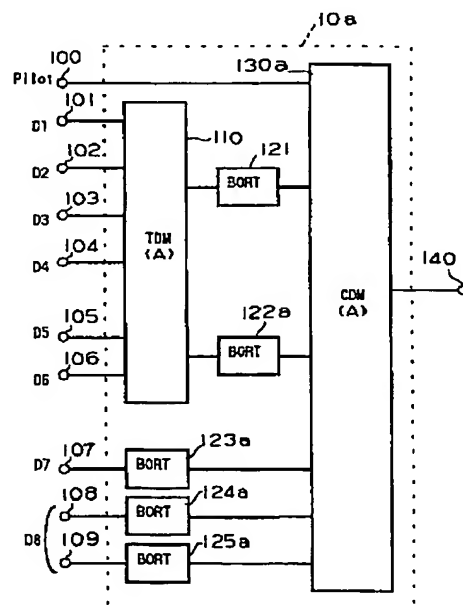 10a
100
130a
Pilot
101
D1
110
102
121
D2
BORT
103
D3
TDM
(A)
104
D4
140
CDM
(A)
105
122a
D5
BORT
106
D6
107
123a
D7
BORT
108
124a
BORT
D8
109
125a
BORT